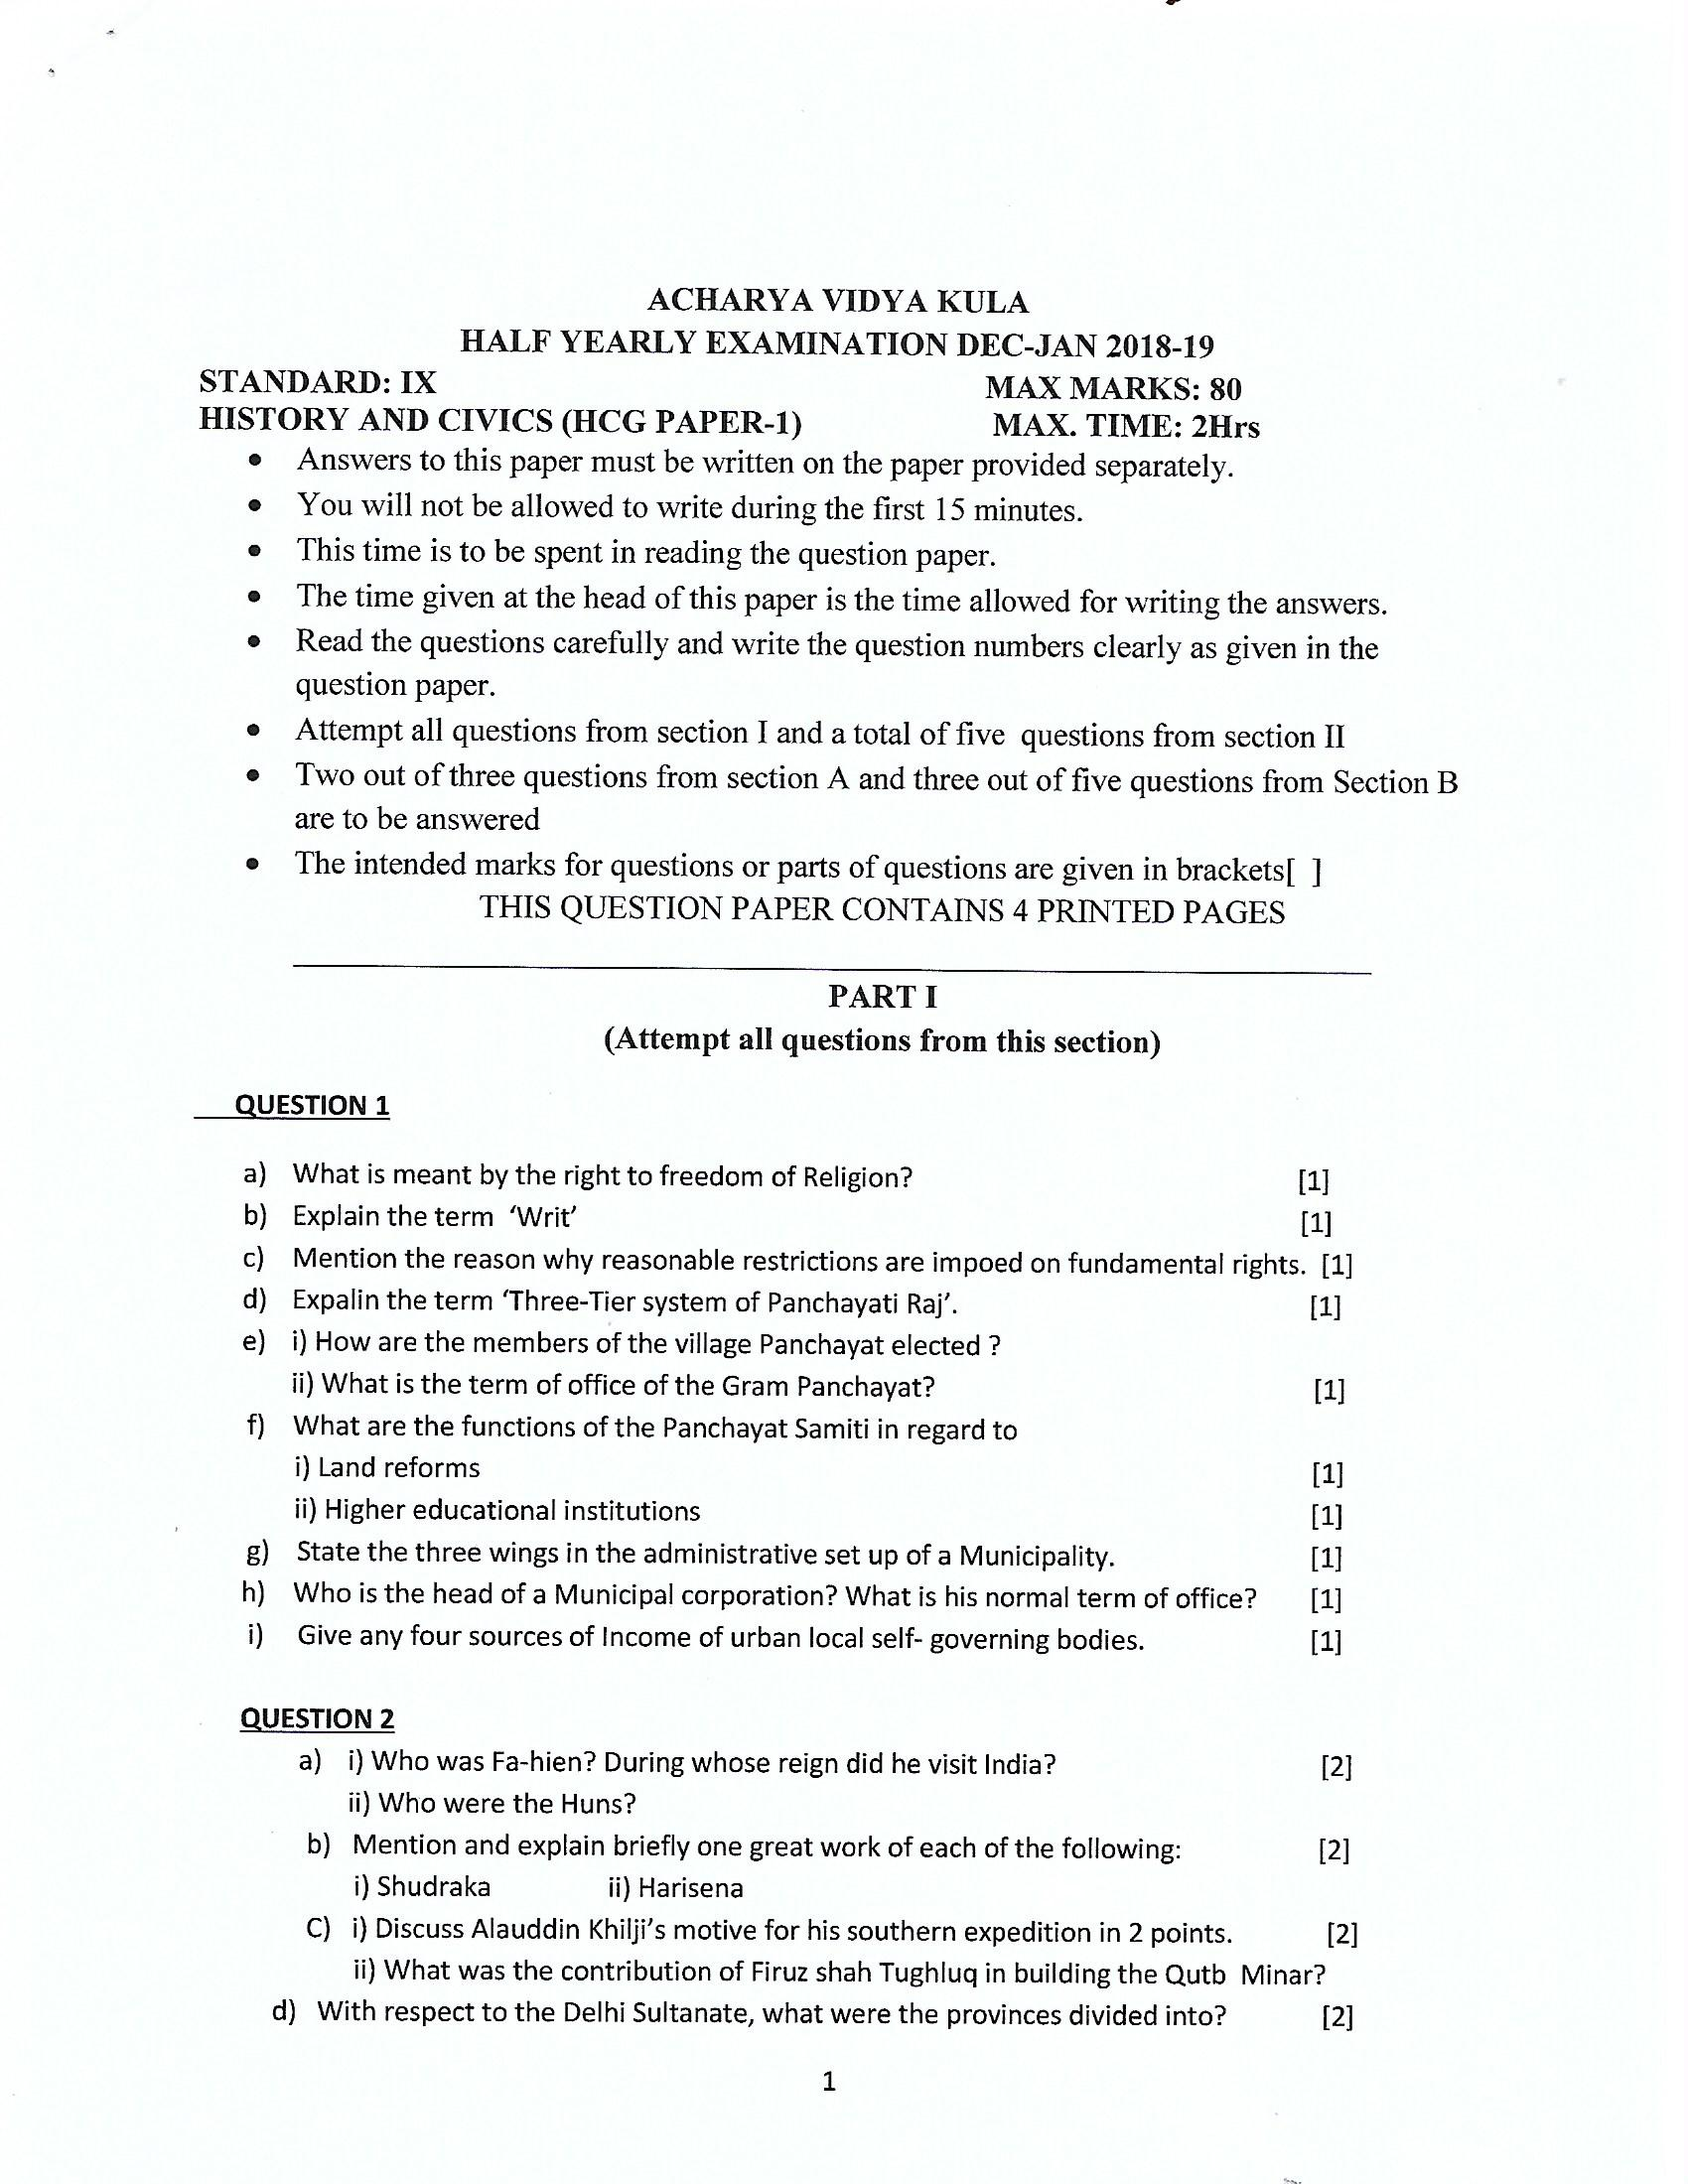 ACHARYA VIDYA KULA
HALF YEARLY EXAMINATION DEC-JAN 2018-19
STANDARD: IX MAX MARKS: 80
HISTORY AND CIVICS (HCG PAPER-1) MAX. TIME: 2Hrs
• Answers to this paper must be written on the paper provided separately.
• You will not be allowed to write during the first 15 minutes.
• This time is to be spent in reading the question paper.
• The time given at the head of this paper is the time allowed for writing the answers.
• Read the questions carefully and write the question numbers clearly as given in the
question paper.
• Attempt all questions from section I and a total of five questions from section II
• Two out of three questions from section A and three out of five questions from Section B
are to be answered
• The intended marks for questions or parts of questions are given in brackets[ ]
THIS QUESTION PAPER CONTAINS 4 PRINTED PAGES
PART I
(Attempt all questions from this section)
QUESTION 1
a) What is meant by the right to freedom of Religion? [1]
b) Explain the term ‘Writ’ [1]
c) Mention the reason why reasonable restrictions are impoed on fundamental rights. [1]
d) Expalin the term ‘Three-Tier system of Panchayati Raj’. [1]
e) i) How are the members of the village Panchayat elected ?
ii) What is the term of office of the Gram Panchayat? [1]
f) What are the functions of the Panchayat Samiti in regard to
i) Land reforms [1]
ii) Higher educational institutions [1]
g) State the three wings in the administrative set up of a Municipality. [1]
h) Who is the head of a Municipal corporation? What is his normal term of office? [1]
i) Give any four sources of Income of urban local self- governing bodies. [1]
QUESTION 2
a) i) Who was Fa-hien? During whose reign did he visit India? [2]
ii) Who were the Huns?
b) Mention and explain briefly one great work of each of the following: [2]
i) Shudraka ii) Harisena
C) i) Discuss Alauddin Khilji’s motive for his southern expedition in 2 points. [2]
ii) What was the contribution of Firuz shah Tughluq in building the Qutb Minar?
d) With respect to the Delhi Sultanate, what were the provinces divided into? [2]
1